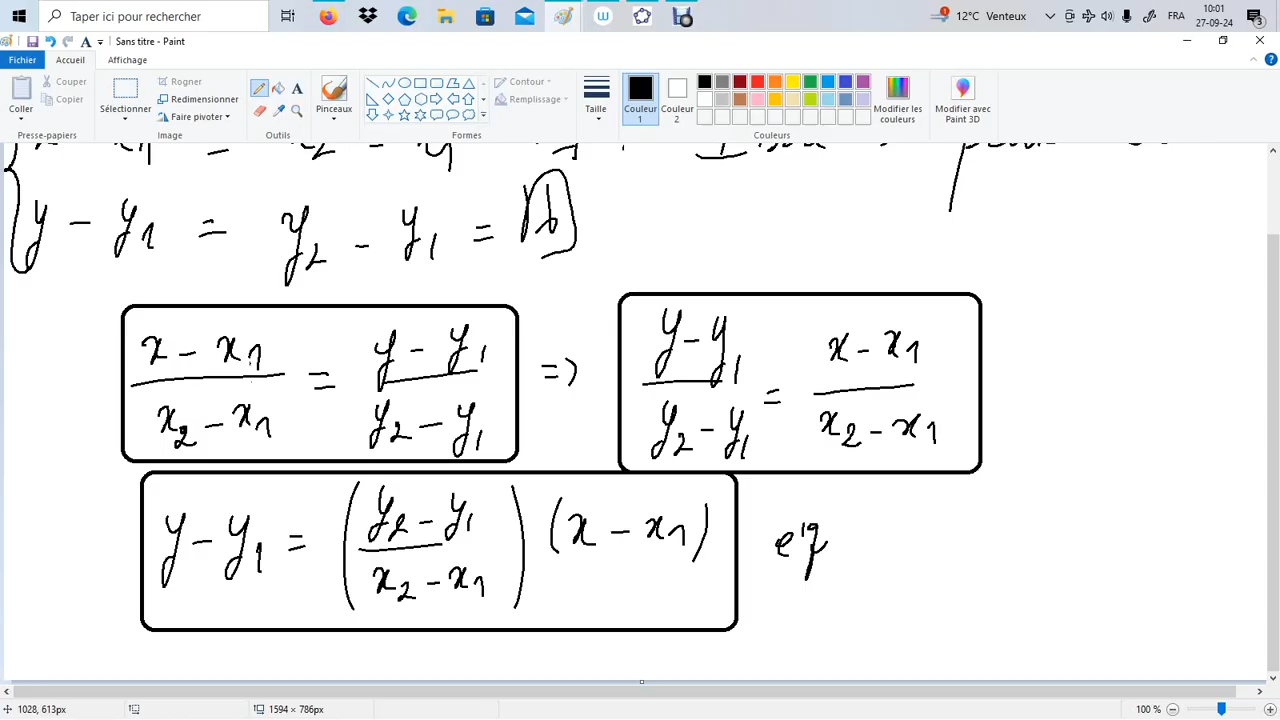 Taper ici pour rechercher
12°C Venteux
FRA
10:01
27-09-24
3
Sans titre - Paint
Fichier
Accueil
Affichage
Coller
Couper
Copier
Presse-papiers
Sélectionner
Rogner
Redimensionner
Faire pivoter
Image
A
Outils
Pinceaux
Contour
Remplissage
Formes
Taille
Couleur 1
Couleur 2
Modifier les couleurs
Modifier avec Paint 3D
Couleurs
y - y1 = y2 - y1 =
(x - x1)/(x2 - x1) = (y - y1)/(y2 - y1) => (y - y1)/(y2 - y1) = (x - x1)/(x2 - x1)
y - y1 = ((y2 - y1)/(x2 - x1)) (x - x1) eq
1028, 613px
1594 × 786px
100 %